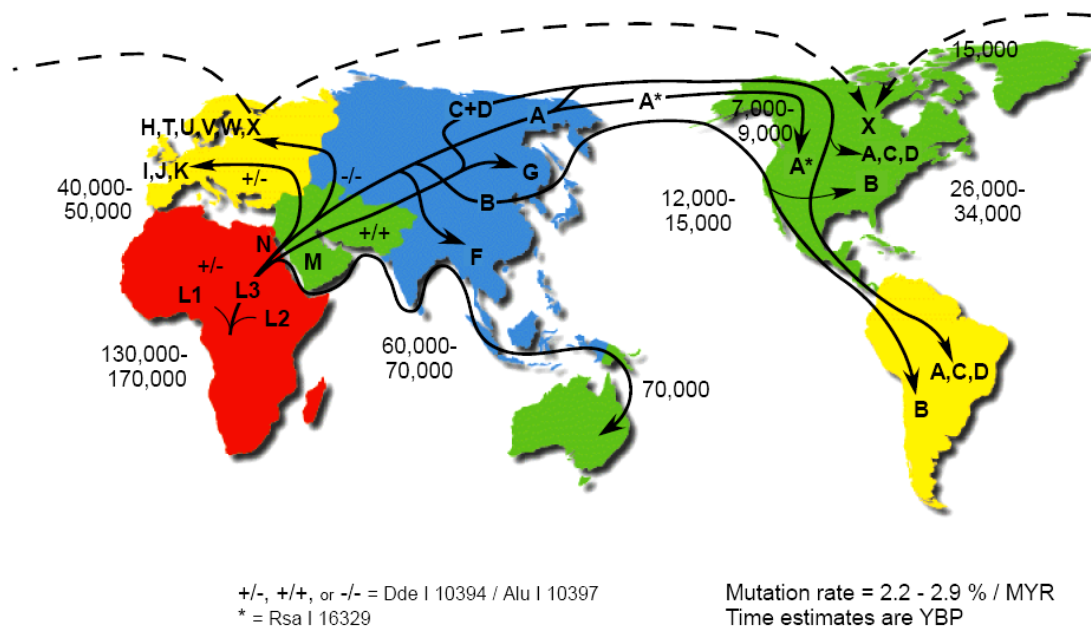 15,000
C+D
A
A*
7,000-
9,000
X
H,T,U,V,W,X
A,C,D
A*
I,J,K
+/-
-/-
G
B
B
40,000-
50,000
12,000-
15,000
26,000-
34,000
N
+/+
M
F
+/-
L1
L3
L2
130,000-
170,000
60,000-
70,000
70,000
A,C,D
B
+/-, +/+, or -/- = Dde I 10394 / Alu I 10397
* = Rsa I 16329
Mutation rate = 2.2 - 2.9 % / MYR
Time estimates are YBP